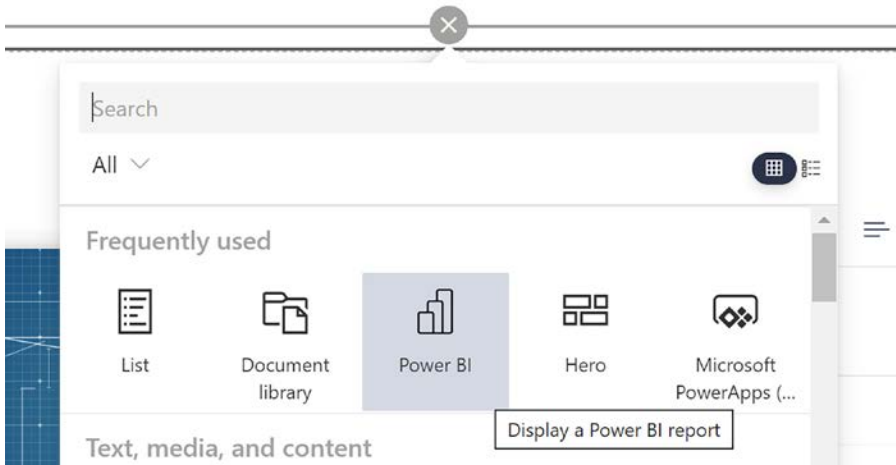 Search
All
Frequently used
List
Document
library
Power BI
Hero
Microsoft
PowerApps (...
Display a Power BI report
Text, media, and content